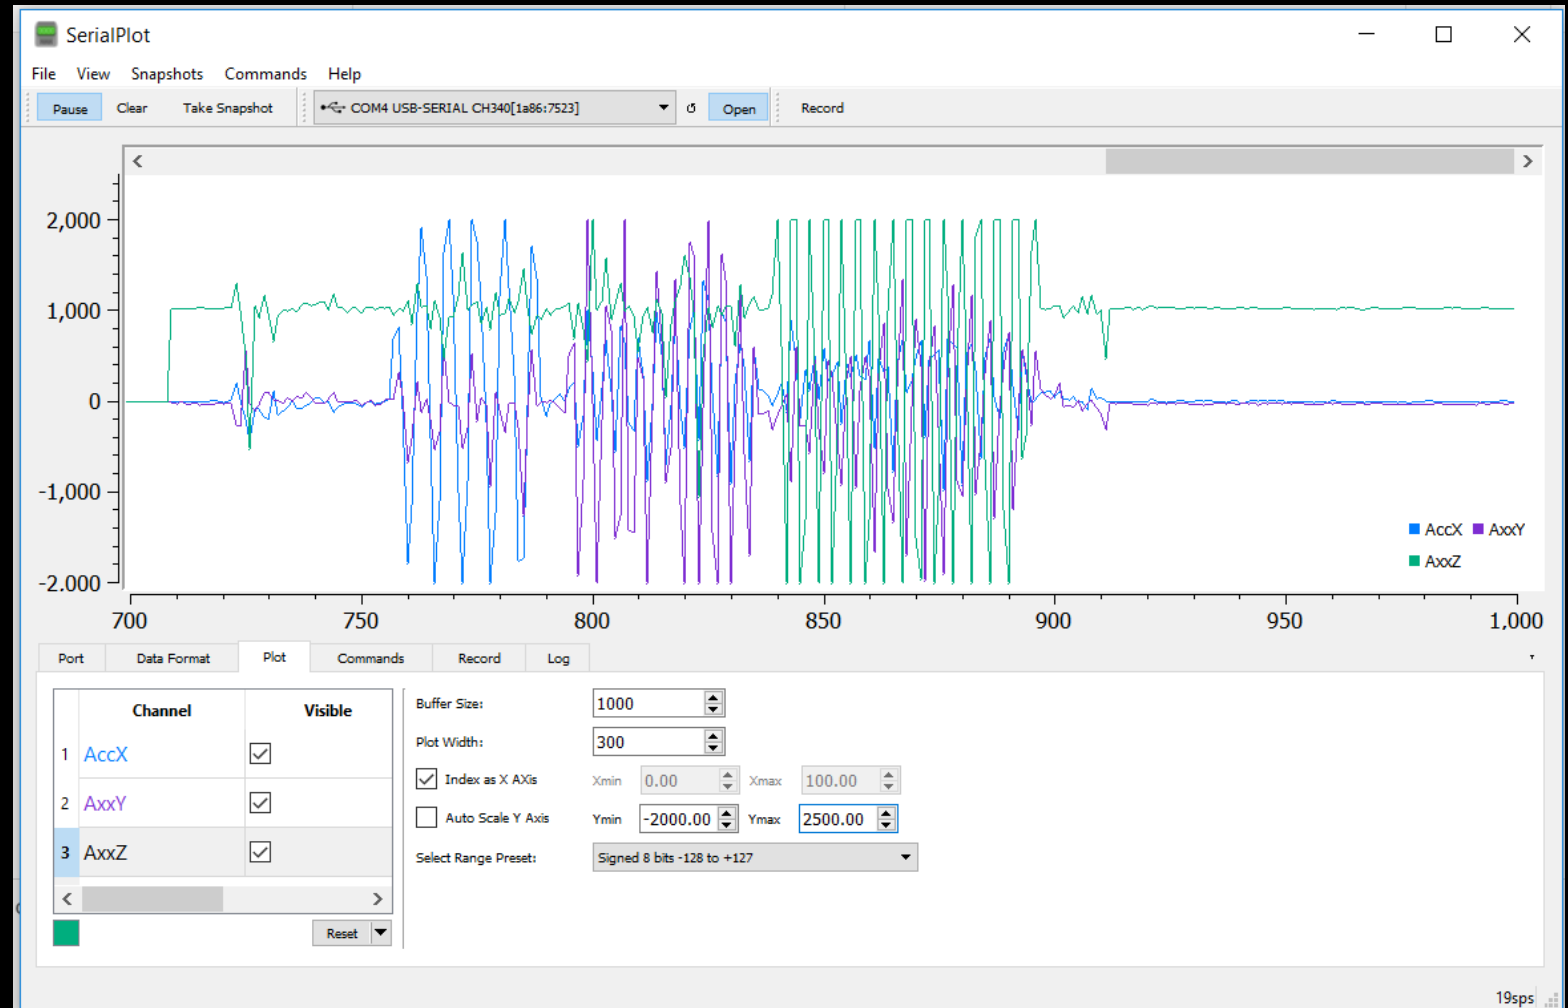 SerialPlot
File View Snapshots Commands Help
Pause Clear Take Snapshot COM4 USB-SERIAL CH340[1a86:7523] Open Record
2,000
1,000
0
-1,000
-2.000
AccX AxxY
AxxZ
700 750 800 850 900 950 1,000
Port Data Format Plot Commands Record Log
Channel Visible
1 AccX
2 AxxY
3 AxxZ
Reset
Buffer Size: 1000
Plot Width: 300
Index as X AXis Xmin 0.00 Xmax 100.00
Auto Scale Y Axis Ymin -2000.00 Ymax 2500.00
Select Range Preset: Signed 8 bits -128 to +127
19sps